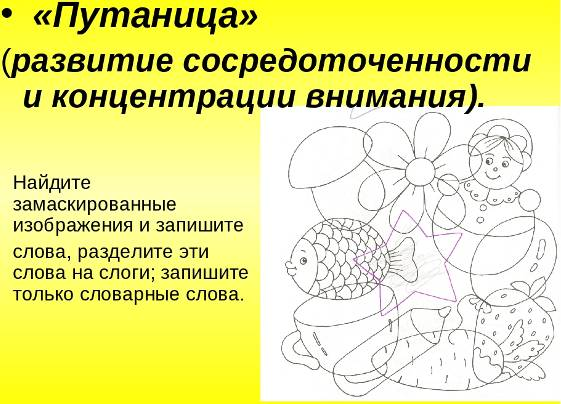 • «Путаница»
(развитие сосредоточенности
и концентрации внимания).
Найдите
замаскированные
изображения и запишите
слова, разделите эти
слова на слоги; запишите
только словарные слова.